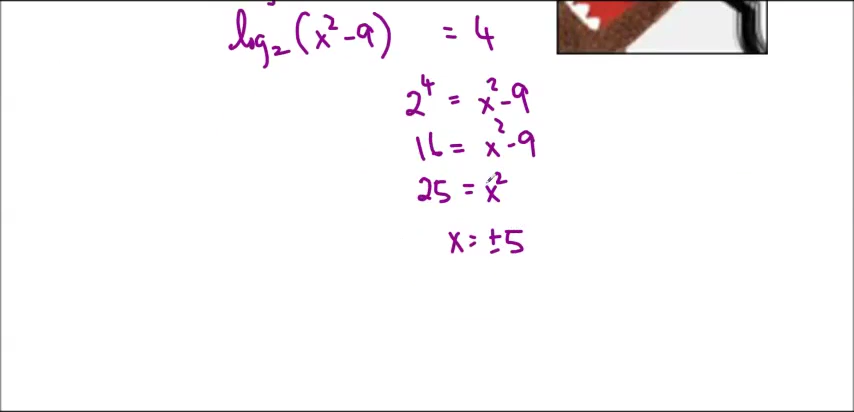 log₂(x²-9) = 4
2⁴ = x²-9
16 = x²-9
25 = x²
x = ±5